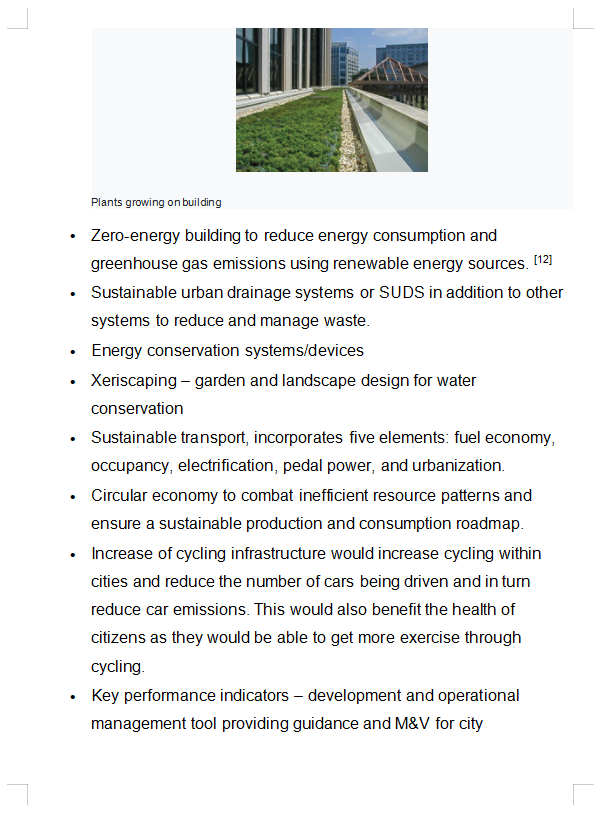 Plants growing on building
• Zero-energy building to reduce energy consumption and
greenhouse gas emissions using renewable energy sources. [12]
• Sustainable urban drainage systems or SUDS in addition to other
systems to reduce and manage waste.
• Energy conservation systems/devices
• Xeriscaping – garden and landscape design for water
conservation
• Sustainable transport, incorporates five elements: fuel economy,
occupancy, electrification, pedal power, and urbanization.
• Circular economy to combat inefficient resource patterns and
ensure a sustainable production and consumption roadmap.
• Increase of cycling infrastructure would increase cycling within
cities and reduce the number of cars being driven and in turn
reduce car emissions. This would also benefit the health of
citizens as they would be able to get more exercise through
cycling.
• Key performance indicators – development and operational
management tool providing guidance and M&V for city